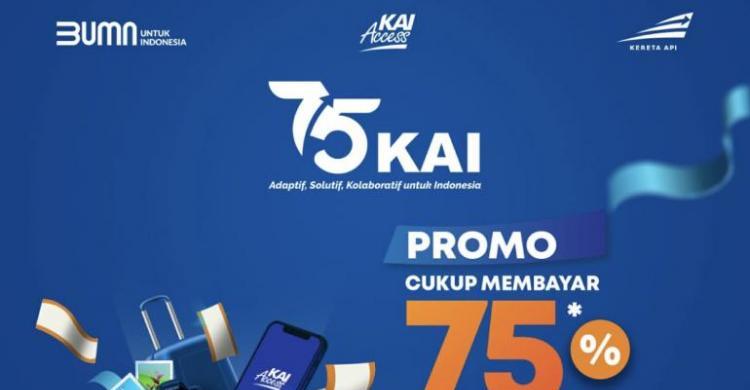 BUMN UNTUK
INDONESIA
KAI
Access
KERETA API
75 KAI
Adaptif, Solutif, Kolaboratif untuk Indonesia
PROMO
CUKUP MEMBAYAR
75*%
KAI
Access